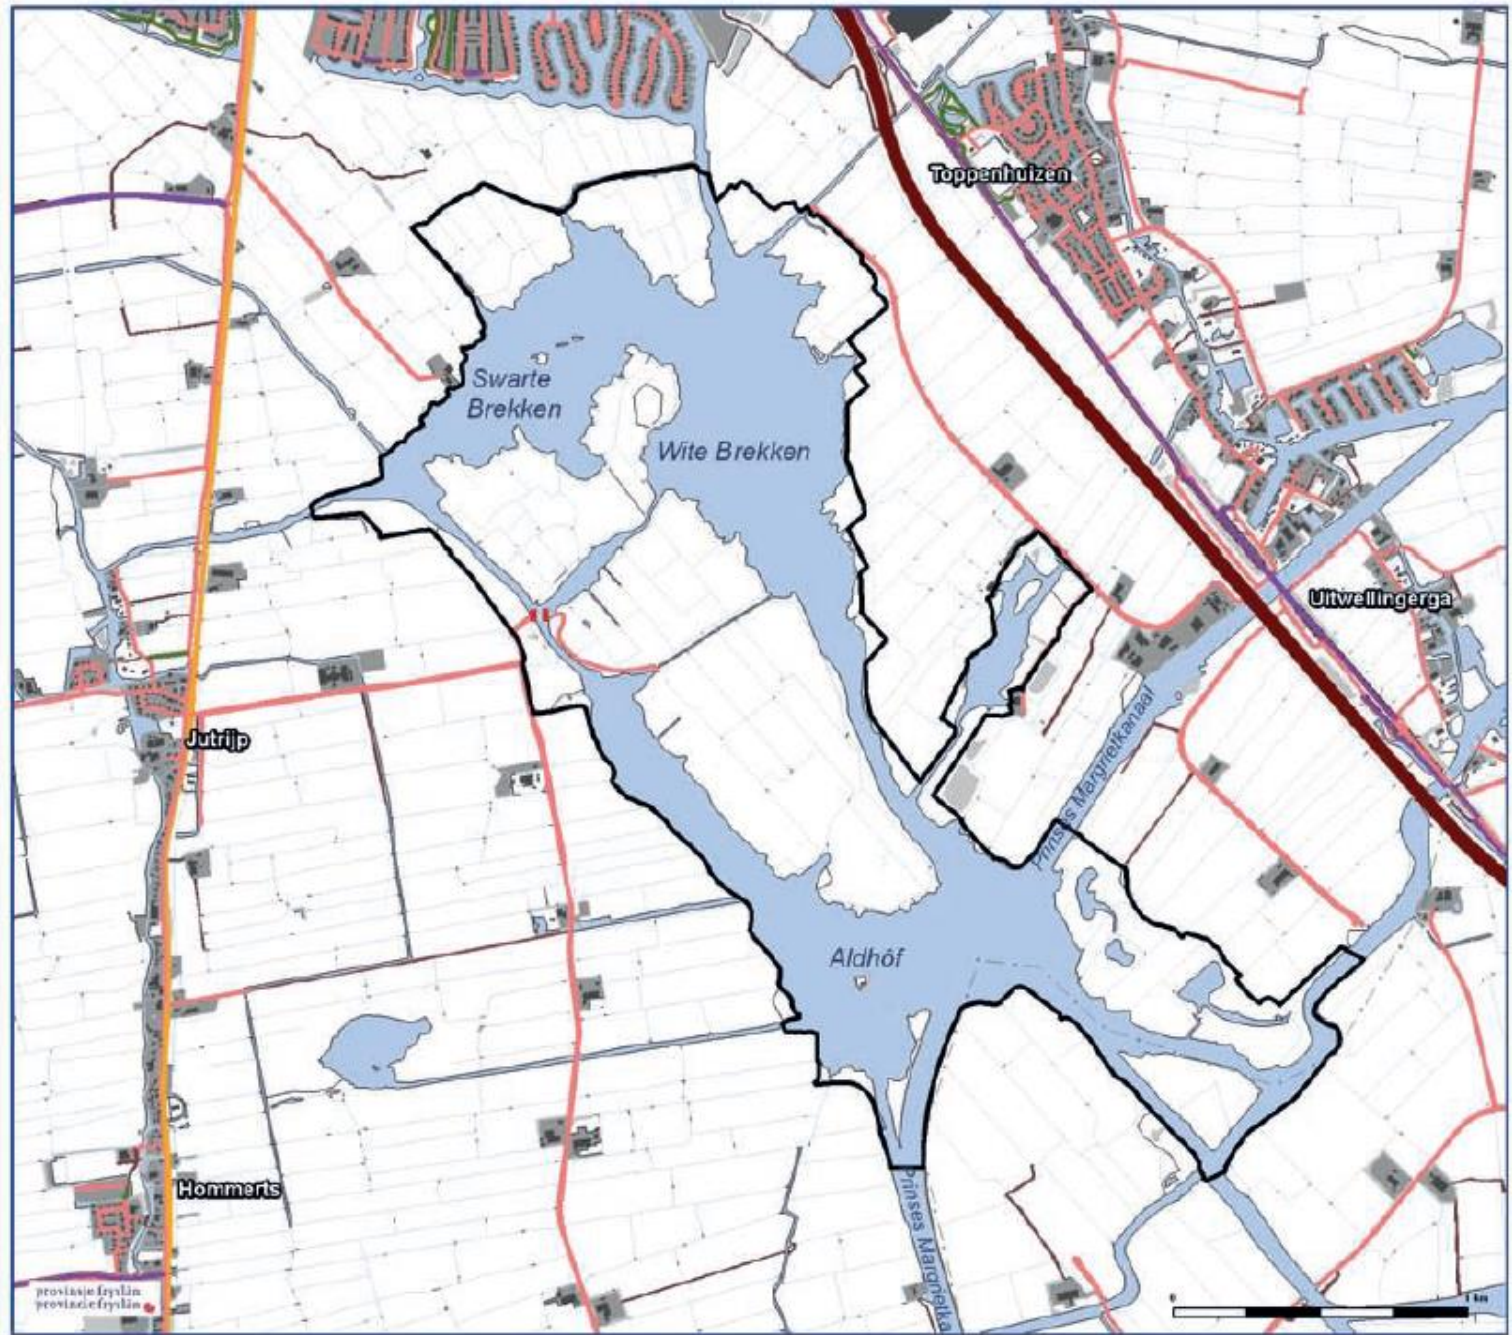 Toppenhuizen
Swarte
Brekken
Wite Brekken
Uitwellingerga
Jutrijp
Prinses Margrietkanaal
Aldhôf
Hommerts
Prinses Margrietka
provinsje fryslân
provincie fryslân
0 1 km